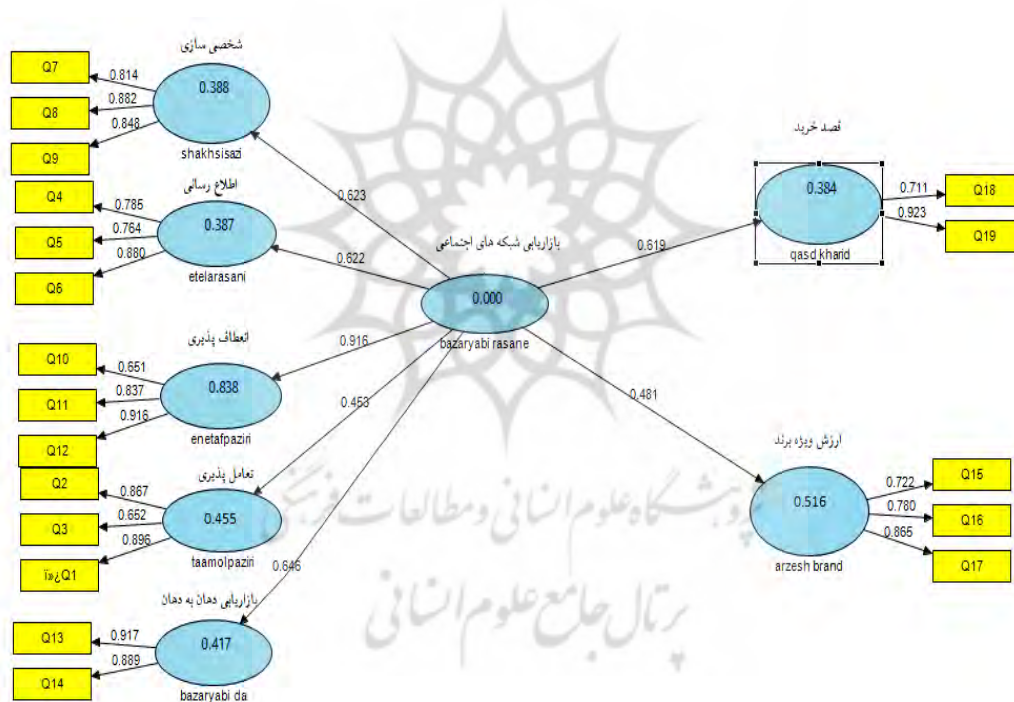 شخصی سازی
Q7
0.814
0.388
Q8
0.882
Q9
0.848
shakhsisazi
اطلاع رسانی
Q4
0.785
0.387
Q5
0.764
Q6
0.880
etelarasani
انعطاف پذیری
Q10
0.651
0.838
Q11
0.837
Q12
0.916
enetafpaziri
تعامل پذیری
Q2
0.867
0.455
Q3
0.652
ï»¿Q1
0.896
taamolpaziri
بازاریابی دهان به دهان
Q13
0.917
0.417
Q14
0.889
bazaryabi da
0.623
0.622
0.916
0.453
0.646
بازاریابی شبکه های اجتماعی
0.000
bazaryabi rasane
0.619
0.481
قصد خرید
0.384
0.711
Q18
0.923
Q19
qasd kharid
ارزش ویژه برند
0.516
0.722
Q15
0.780
Q16
0.865
Q17
arzesh brand
پژوهشگاه علوم انسانی و مطالعات فرهنگی
پرتال جامع علوم انسانی